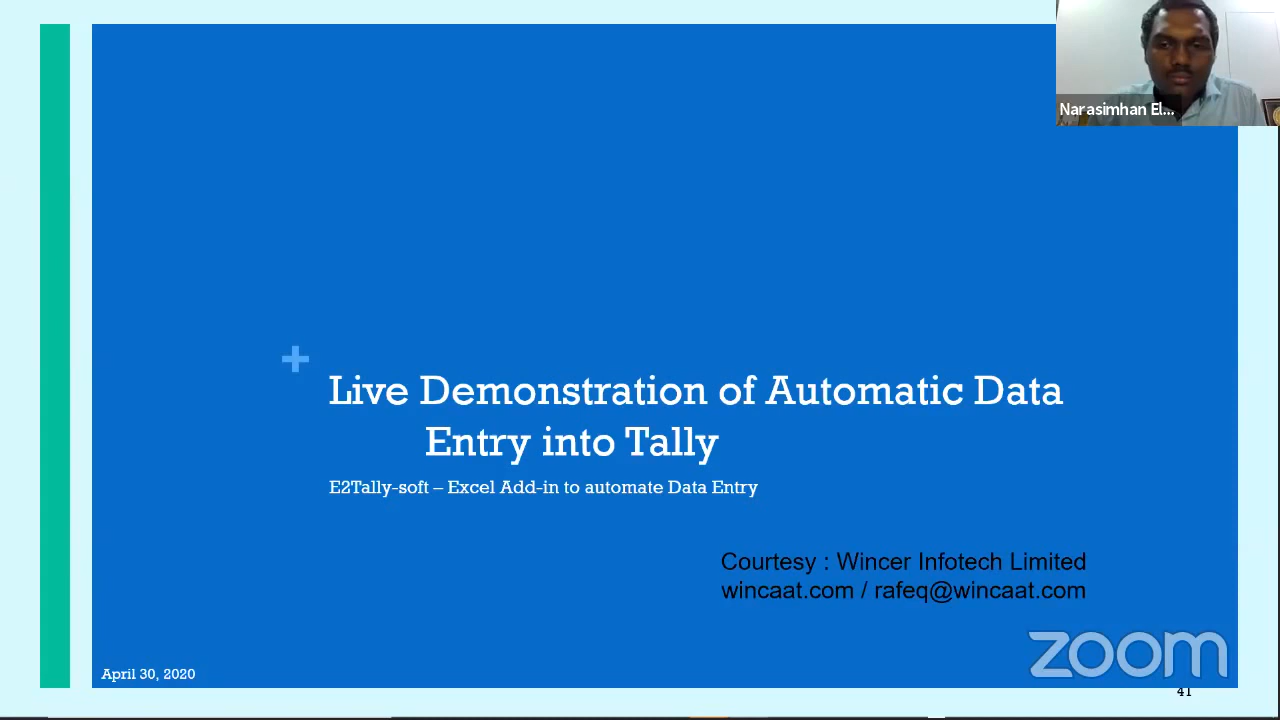 Narasimhan El...
+
Live Demonstration of Automatic Data
Entry into Tally
E2Tally-soft – Excel Add-in to automate Data Entry
Courtesy : Wincer Infotech Limited
wincaat.com / rafeq@wincaat.com
zoom
April 30, 2020
41